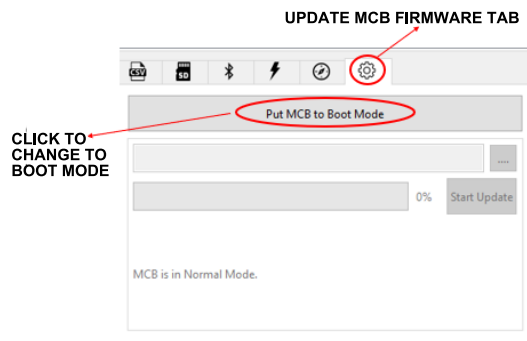 UPDATE MCB FIRMWARE TAB
CSV
SD
Put MCB to Boot Mode
CLICK TO
CHANGE TO
BOOT MODE
....
0%
Start Update
MCB is in Normal Mode.